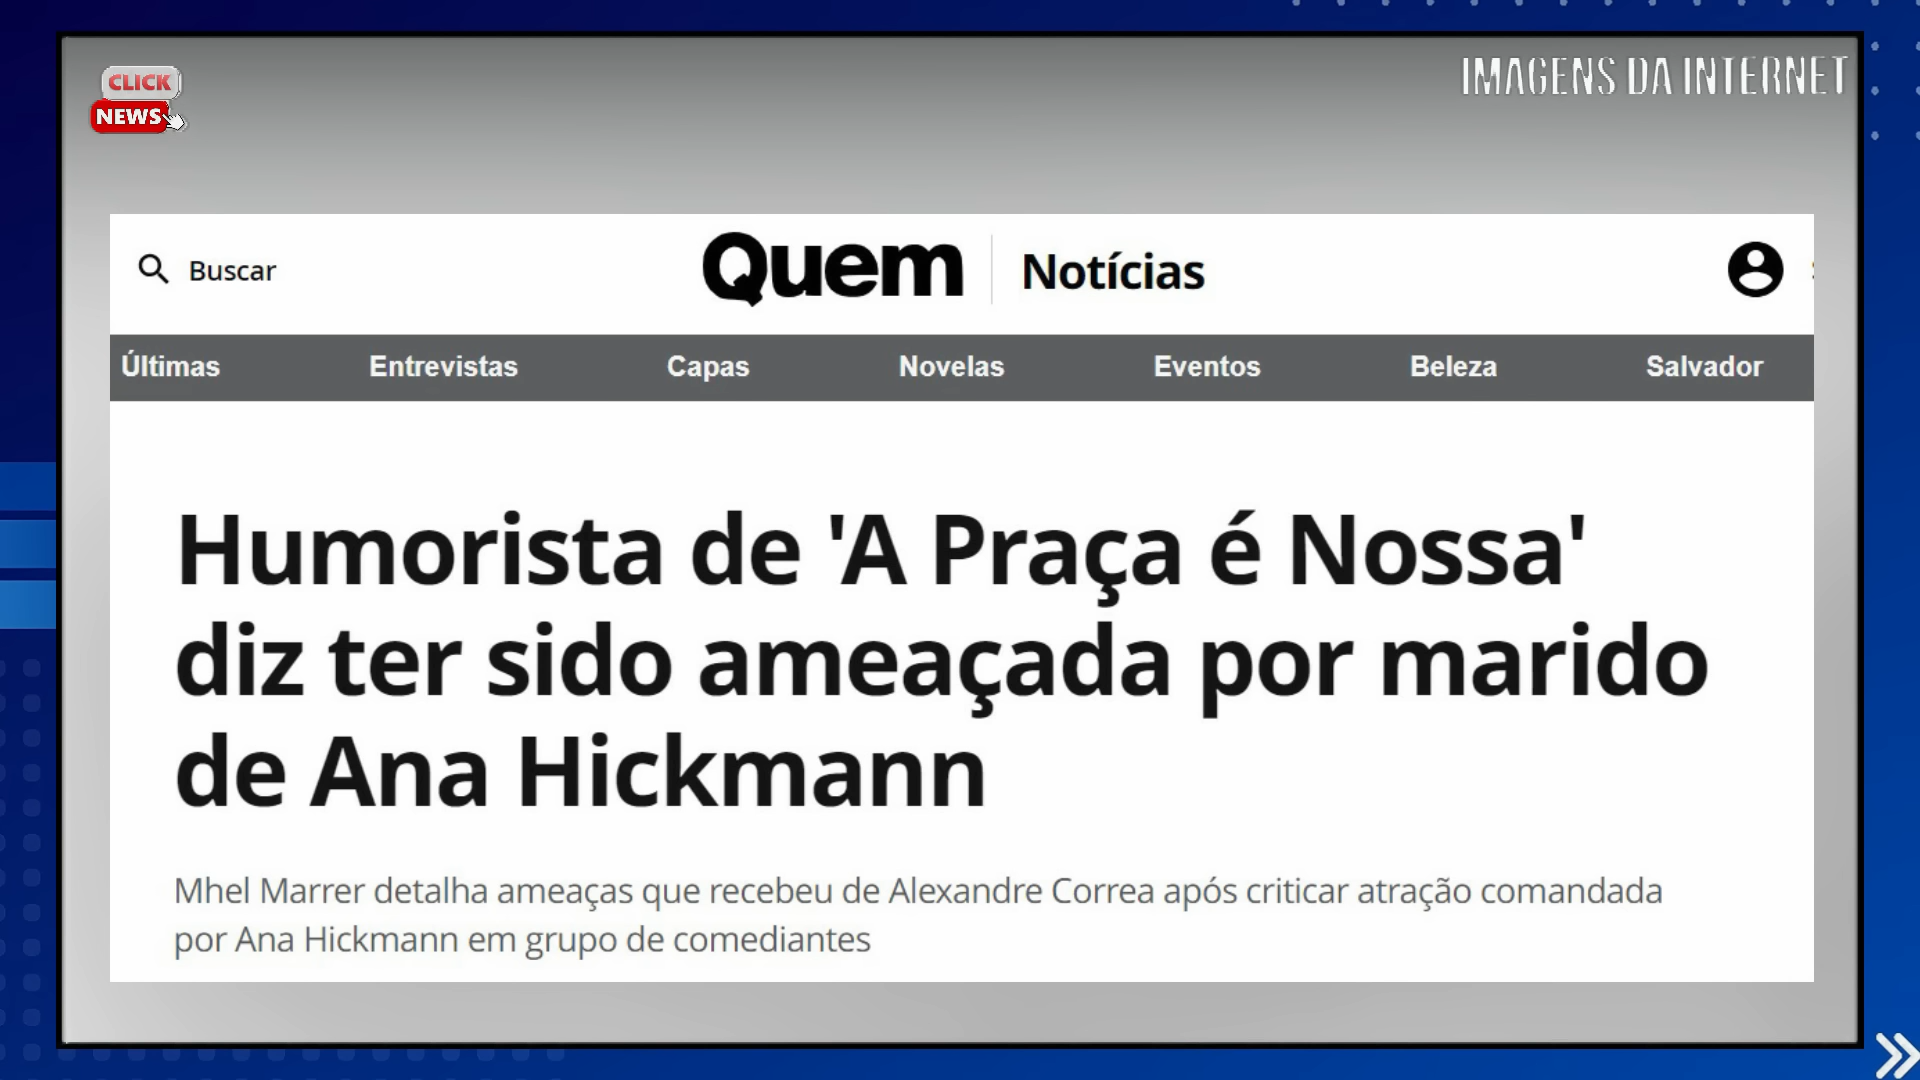 CLICK
NEWS
IMAGENS DA INTERNET
Buscar
Quem
Notícias
Últimas
Entrevistas
Capas
Novelas
Eventos
Beleza
Salvador
Humorista de 'A Praça é Nossa'
diz ter sido ameaçada por marido
de Ana Hickmann
Mhel Marrer detalha ameaças que recebeu de Alexandre Correa após criticar atração comandada
por Ana Hickmann em grupo de comediantes